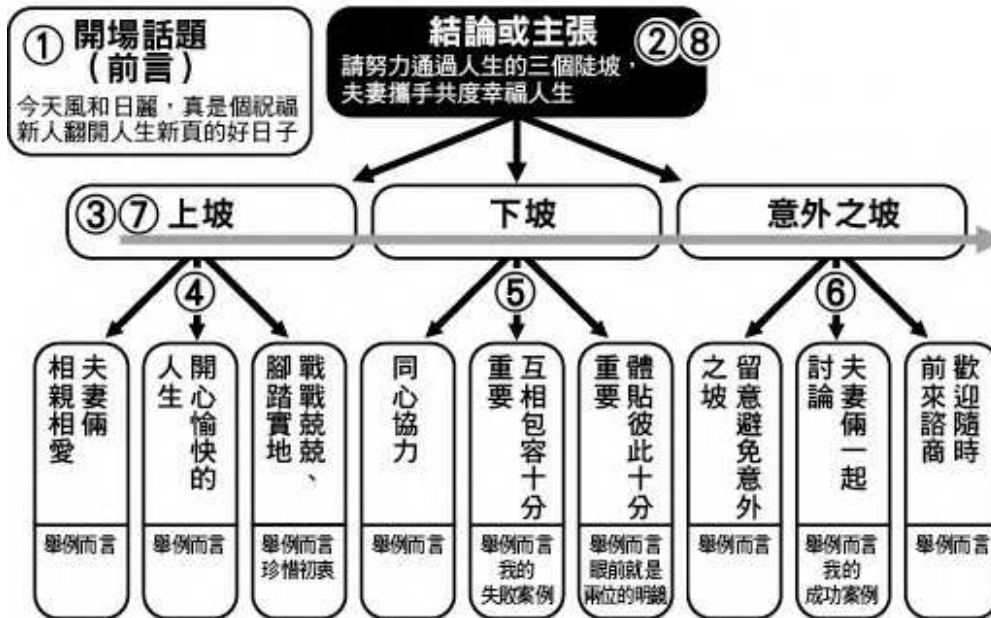 ①
開場話題
(前言)
今天風和日麗，真是個祝福
新人翻開人生新頁的好日子
結論或主張
②⑧
請努力通過人生的三個陡坡，
夫妻攜手共度幸福人生
③⑦上坡
下坡
意外之坡
④
⑤
⑥
夫妻倆
相親相愛
舉例而言
開心愉快的
人生
舉例而言
戰戰兢兢、
腳踏實地
舉例而言
珍惜初衷
同心協力
舉例而言
互相包容十分
重要
舉例而言
我的
失敗案例
體貼彼此十分
重要
舉例而言
眼前就是
兩位的明鏡
留意避免意外
之坡
舉例而言
夫妻倆一起
討論
舉例而言
我的
成功案例
歡迎隨時
前來諮商
舉例而言